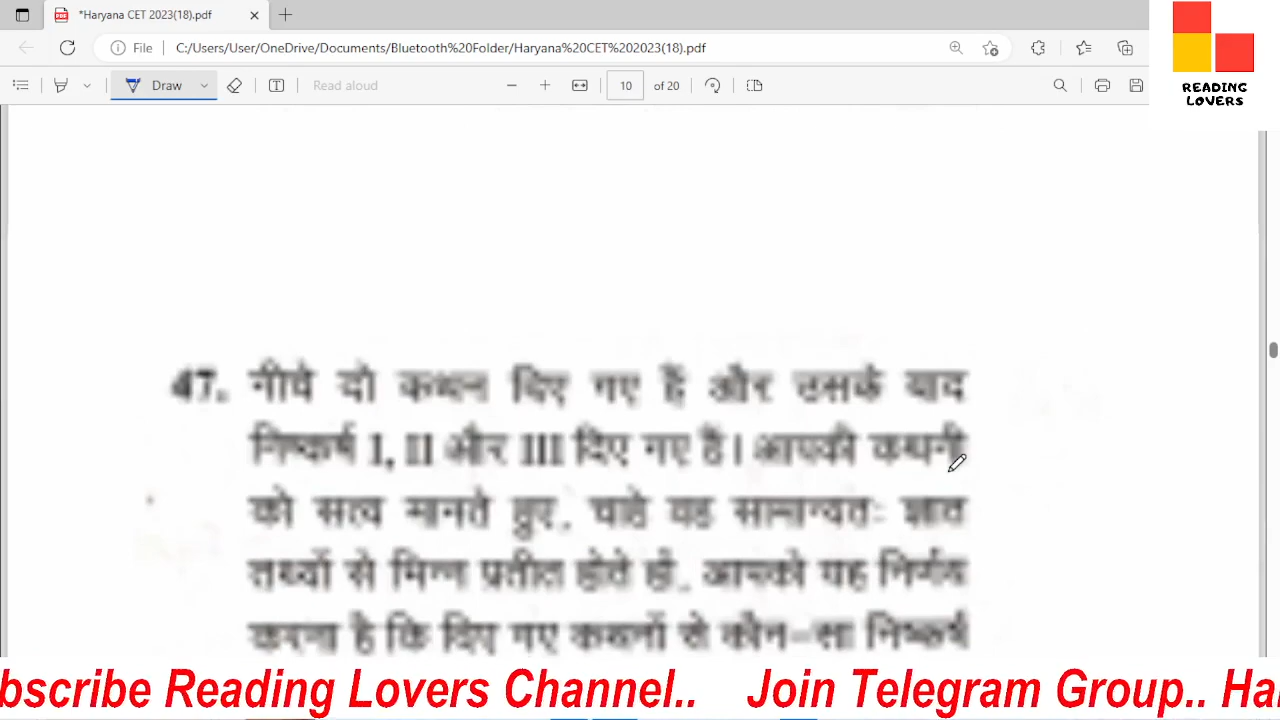 *Haryana CET 2023(18).pdf
File C:/Users/User/OneDrive/Documents/Bluetooth%20Folder/Haryana%20CET%202023(18).pdf
Draw Read aloud 10 of 20
READING
LOVERS
47. नीचे दो कथन दिए गए हैं और उसके बाद
निष्कर्ष I, II और III दिए गए हैं। आपको कथनों
को सत्य मानते हुए, चाहे वह सामान्यतः ज्ञात
तथ्यों से भिन्न प्रतीत होते हों, आपको यह निर्णय
करना है कि दिए गए कथनों से कौन-सा निष्कर्ष
bscribe Reading Lovers Channel.. Join Telegram Group.. Ha